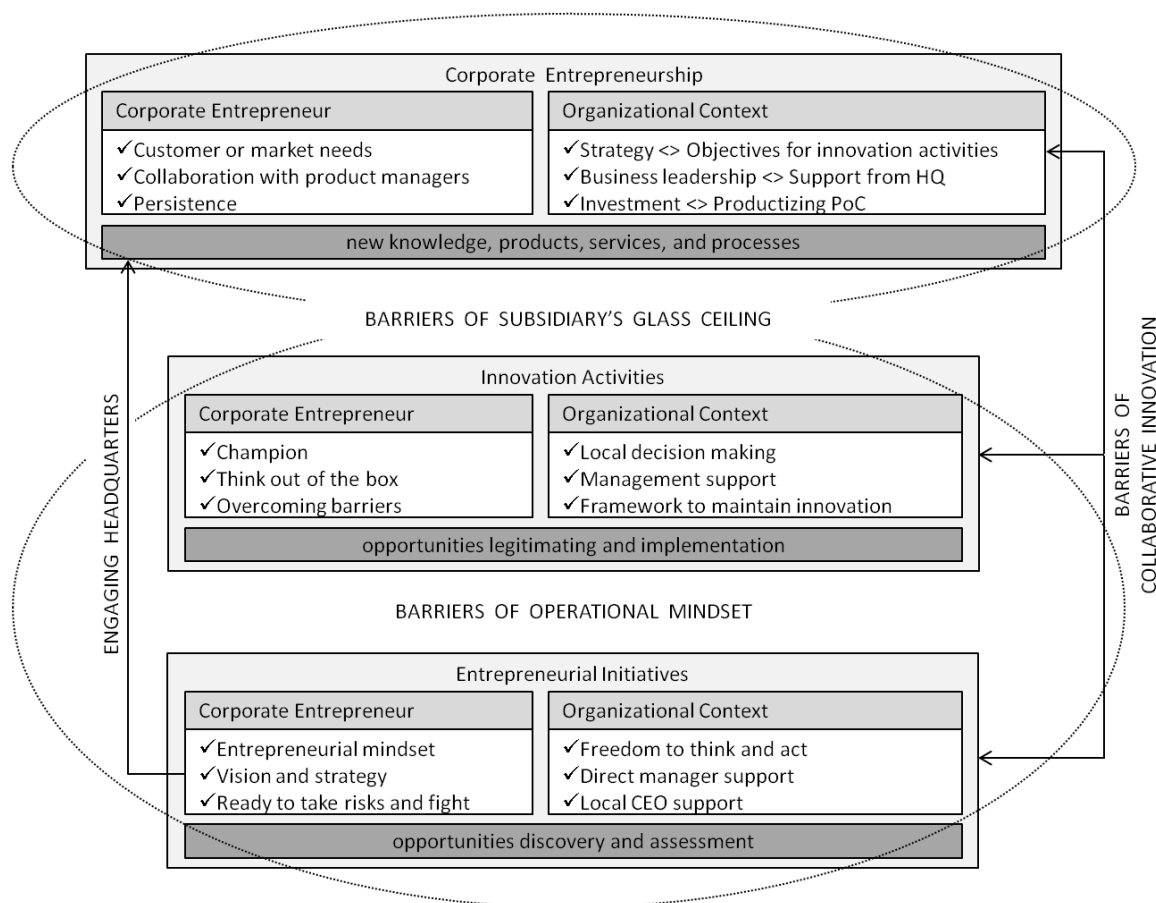 Corporate Entrepreneurship
Corporate Entrepreneur
✓Customer or market needs
✓Collaboration with product managers
✓Persistence
Organizational Context
✓Strategy <> Objectives for innovation activities
✓Business leadership <> Support from HQ
✓Investment <> Productizing PoC
new knowledge, products, services, and processes
BARRIERS OF SUBSIDIARY'S GLASS CEILING
Innovation Activities
Corporate Entrepreneur
✓Champion
✓Think out of the box
✓Overcoming barriers
Organizational Context
✓Local decision making
✓Management support
✓Framework to maintain innovation
opportunities legitimating and implementation
BARRIERS OF OPERATIONAL MINDSET
Entrepreneurial Initiatives
Corporate Entrepreneur
✓Entrepreneurial mindset
✓Vision and strategy
✓Ready to take risks and fight
Organizational Context
✓Freedom to think and act
✓Direct manager support
✓Local CEO support
opportunities discovery and assessment
ENGAGING HEADQUARTERS
BARRIERS OF
COLLABORATIVE INNOVATION